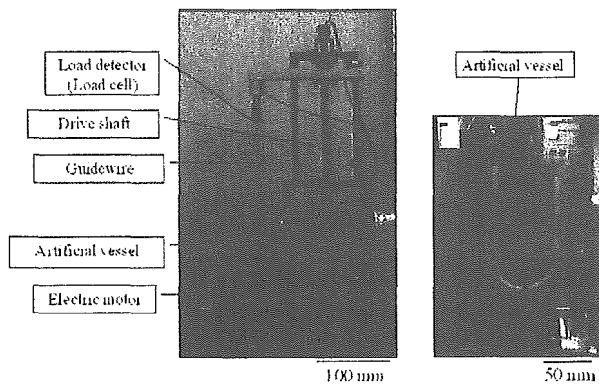 Load detector
(Load cell)
Drive shaft
Guidewire
Artificial vessel
Electric motor
100 mm
Artificial vessel
50 mm